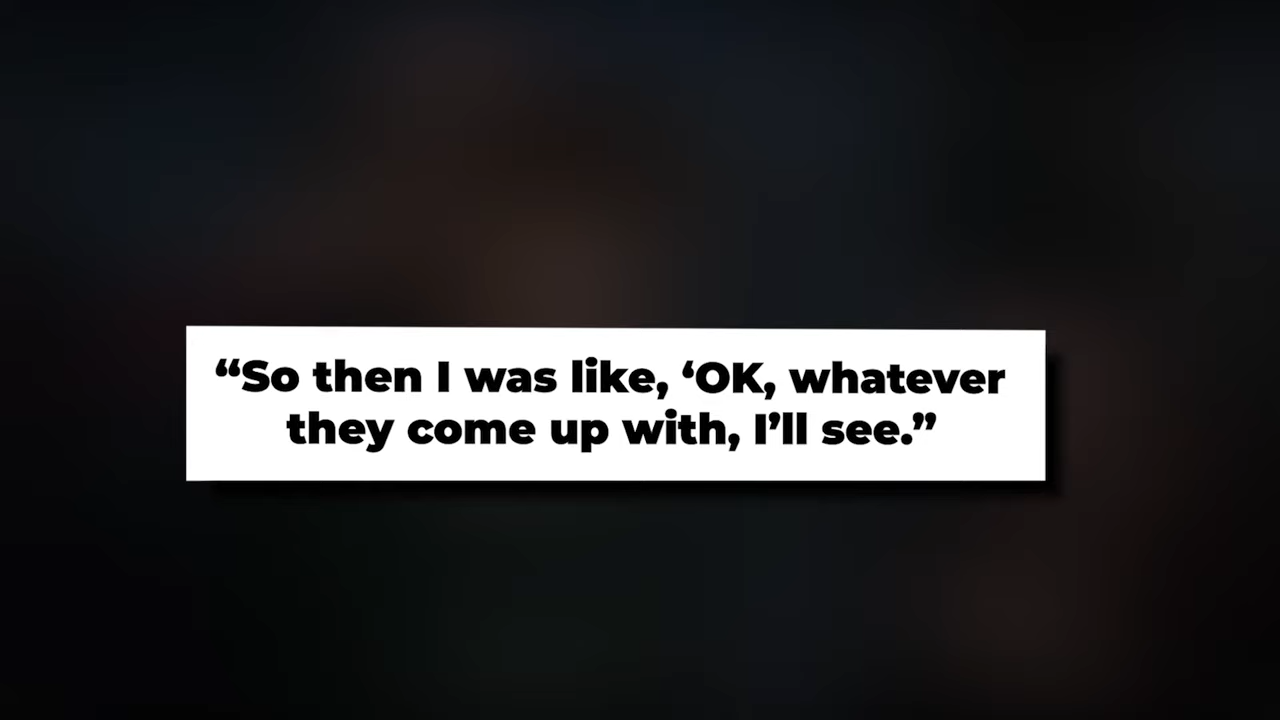 “So then I was like, ‘OK, whatever
they come up with, I’ll see.”